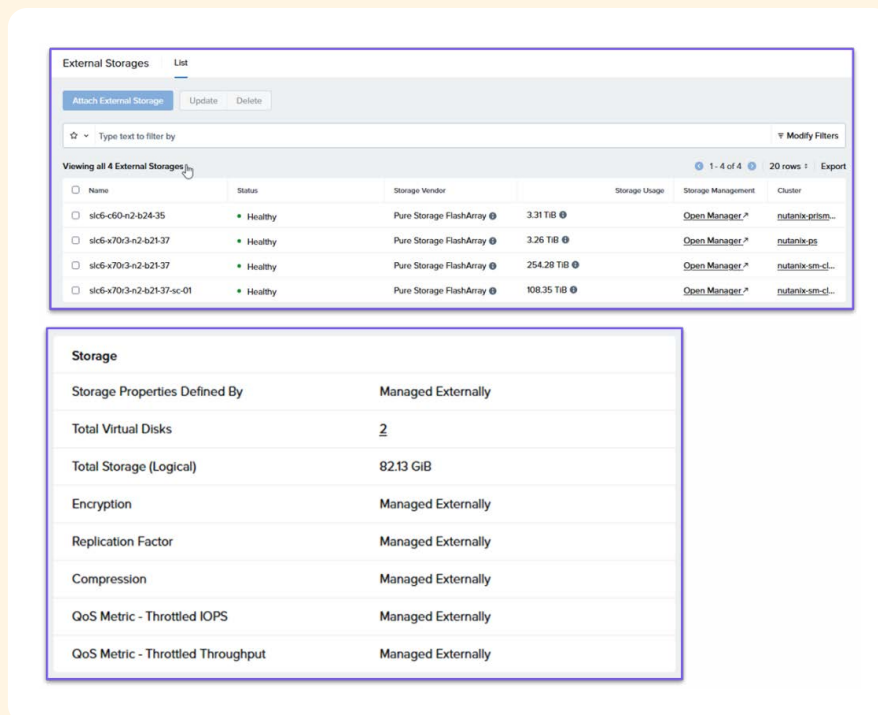 External Storages List
Attach External Storage Update Delete
Type text to filter by Modify Filters
Viewing all 4 External Storages 1 - 4 of 4 20 rows Export
Name Status Storage Vendor Storage Usage Storage Management Cluster
slc6-c60-n2-b24-35 Healthy Pure Storage FlashArray 3.31 TiB Open Manager nutanix-prism...
slc6-x70r3-n2-b21-37 Healthy Pure Storage FlashArray 3.26 TiB Open Manager nutanix-ps
slc6-x70r3-n2-b21-37 Healthy Pure Storage FlashArray 254.28 TiB Open Manager nutanix-sm-cl...
slc6-x70r3-n2-b21-37-sc-01 Healthy Pure Storage FlashArray 108.35 TiB Open Manager nutanix-sm-cl...
Storage
Storage Properties Defined By Managed Externally
Total Virtual Disks 2
Total Storage (Logical) 82.13 GiB
Encryption Managed Externally
Replication Factor Managed Externally
Compression Managed Externally
QoS Metric - Throttled IOPS Managed Externally
QoS Metric - Throttled Throughput Managed Externally